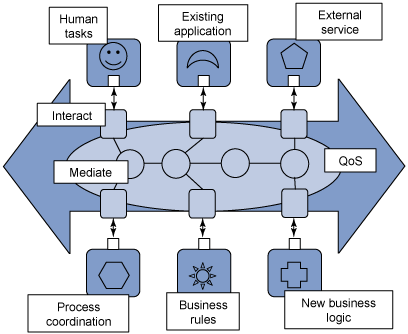 Human
tasks
Existing
application
External
service
Interact
Mediate
QoS
Process
coordination
Business
rules
New business
logic